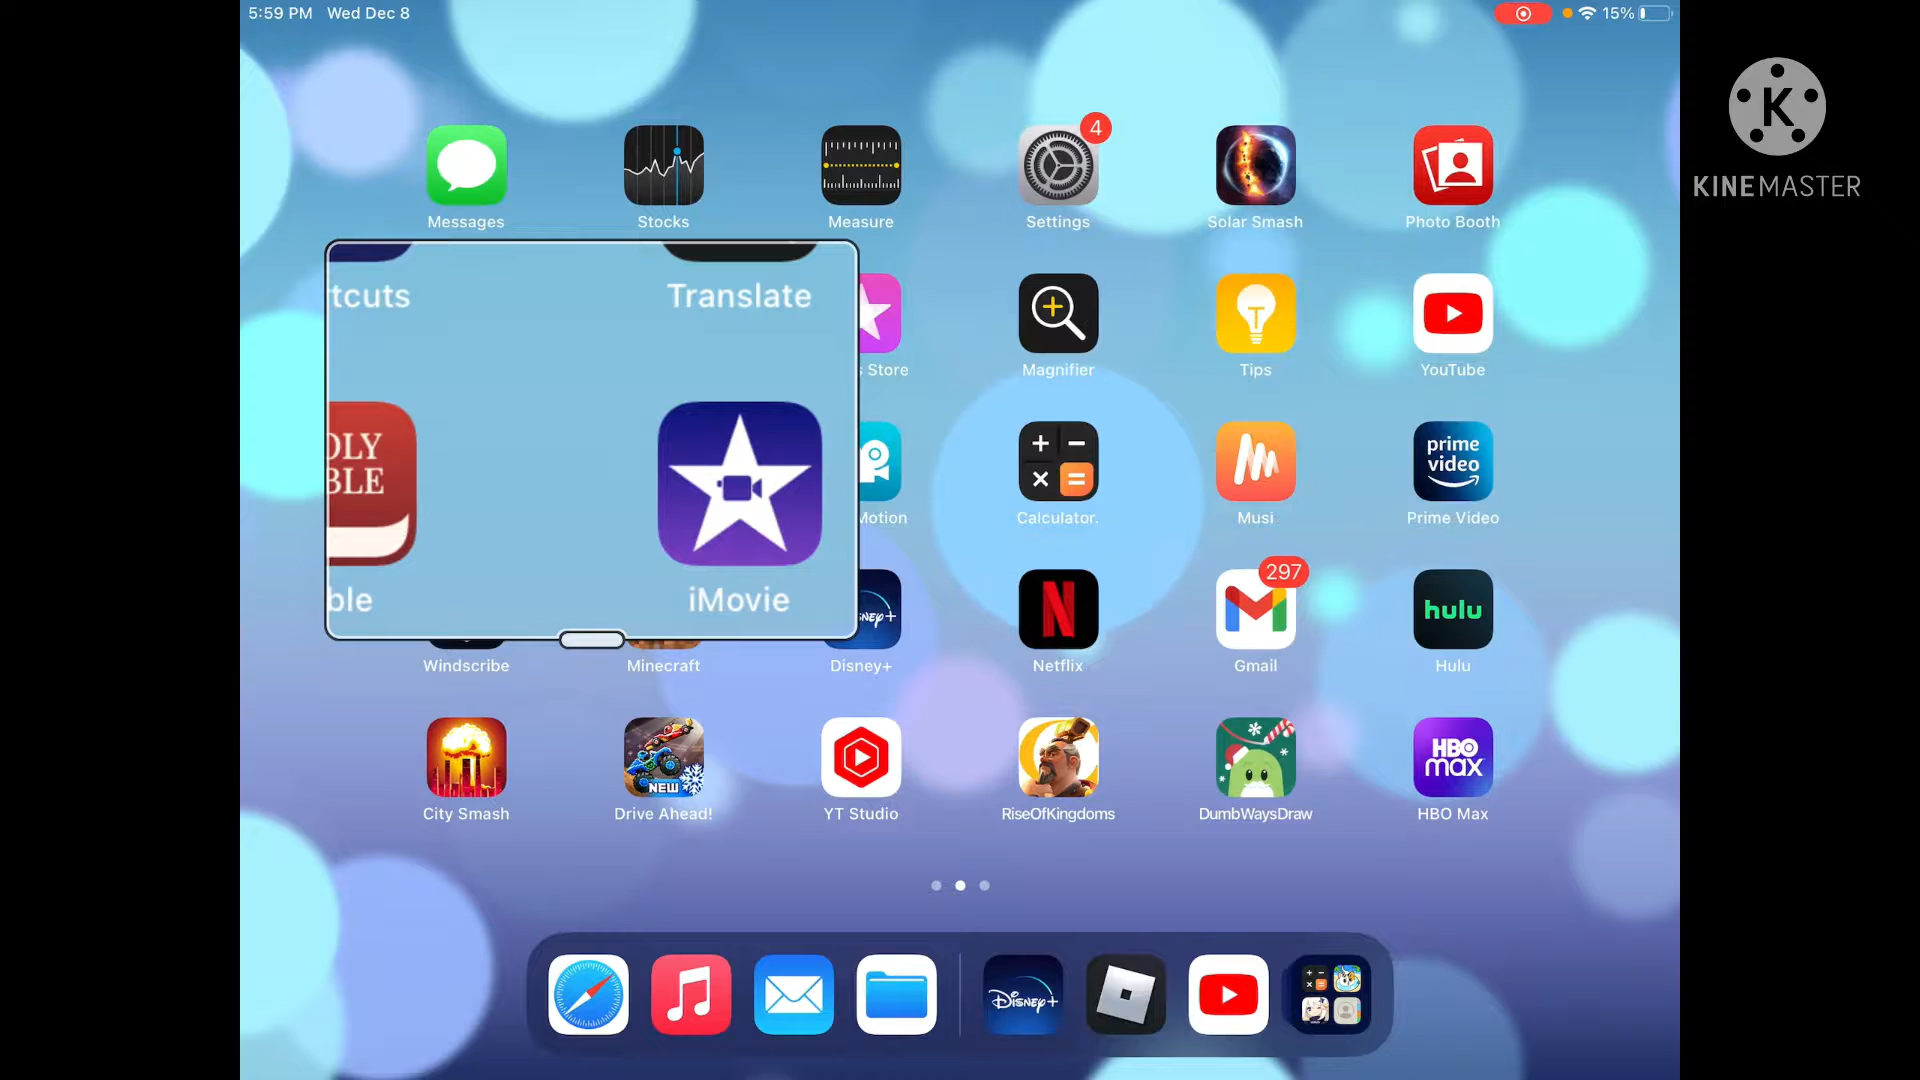 5:59 PM Wed Dec 8
15%
K
KINEMASTER
4
Messages
Stocks
Measure
Settings
Solar Smash
Photo Booth
tcuts
Translate
Store
Magnifier
T
Tips
YouTube
OLY
BLE
ble
iMovie
Motion
Calculator.
Musi
prime
video
Prime Video
297
hulu
Windscribe
Minecraft
Disney+
Netflix
Gmail
Hulu
NEW
HBO
max
City Smash
Drive Ahead!
YT Studio
RiseOfKingdoms
DumbWaysDraw
HBO Max
Disney+